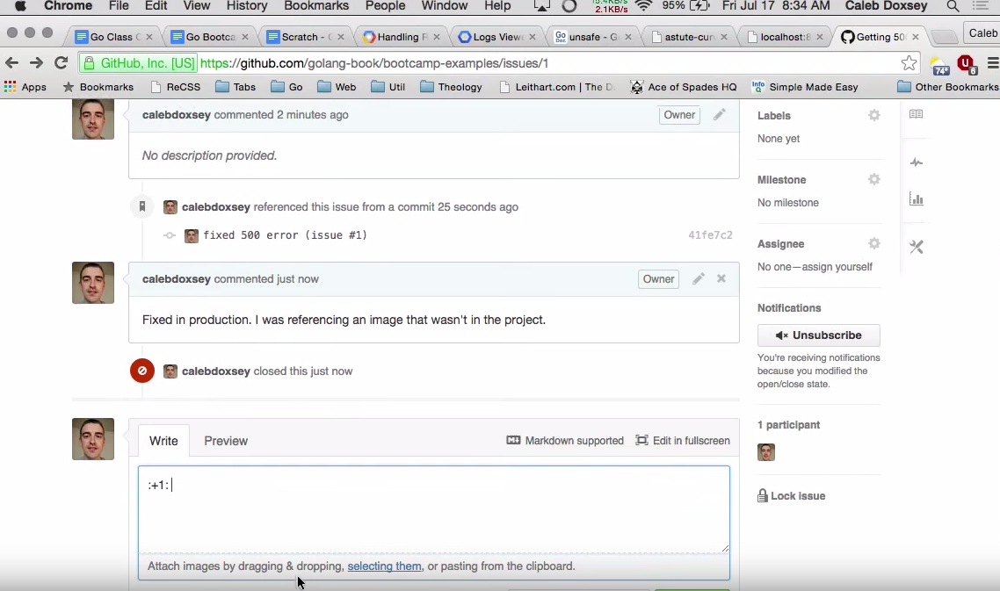 Chrome File Edit View History Bookmarks People Window Help 2.1KB/s 95% Fri Jul 17 8:34 AM Caleb Doxsey
Go Class Go Bootca Scratch - Handling Logs View unsafe - G astute-cur localhost:8 Getting 50 Caleb
GitHub, Inc. [US] https://github.com/golang-book/bootcamp-examples/issues/1 74° 6
Apps Bookmarks ReCSS Tabs Go Web Util Theology Leithart.com | The D Ace of Spades HQ Simple Made Easy Other Bookmarks
calebdoxsey commented 2 minutes ago Owner
No description provided.
calebdoxsey referenced this issue from a commit 25 seconds ago
fixed 500 error (issue #1) 41fe7c2
calebdoxsey commented just now Owner
Fixed in production. I was referencing an image that wasn't in the project.
calebdoxsey closed this just now
Write Preview Markdown supported Edit in fullscreen
:+1:
Attach images by dragging & dropping, selecting them, or pasting from the clipboard.
Labels
None yet
Milestone
No milestone
Assignee
No one—assign yourself
Notifications
Unsubscribe
You're receiving notifications
because you modified the
open/close state.
1 participant
Lock issue